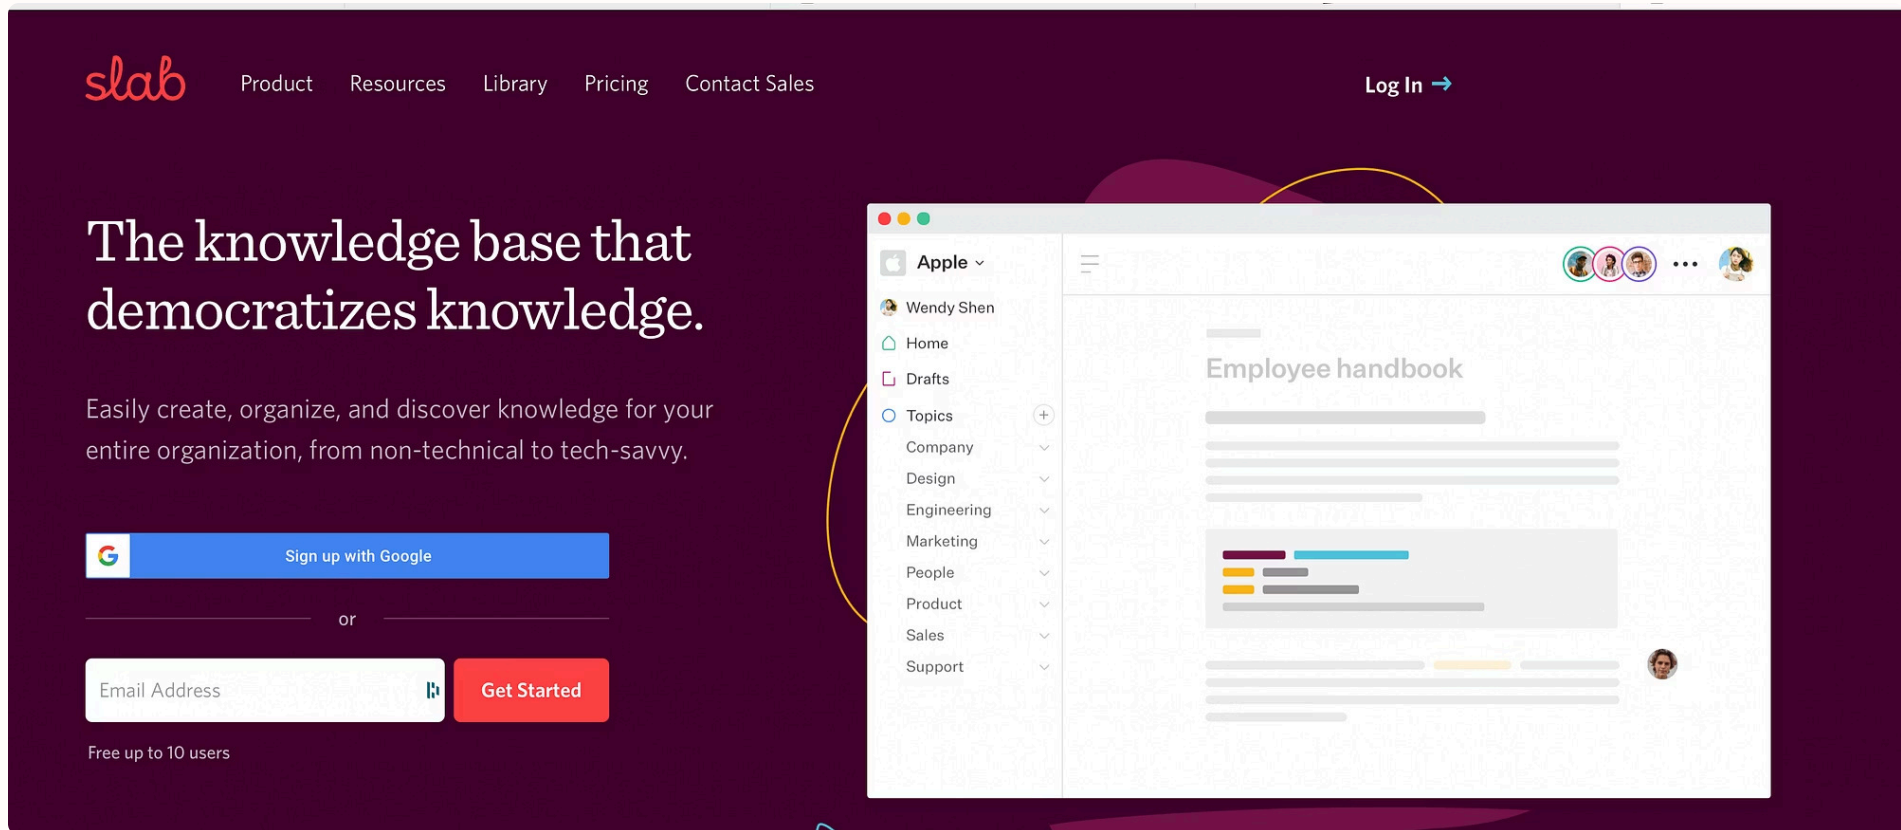 slab
Product Resources Library Pricing Contact Sales
Log In →
The knowledge base that
democratizes knowledge.
Easily create, organize, and discover knowledge for your
entire organization, from non-technical to tech-savvy.
G Sign up with Google
or
Email Address
Get Started
Free up to 10 users
Apple
Wendy Shen
Home
Drafts
Topics +
Company
Design
Engineering
Marketing
People
Product
Sales
Support
Employee handbook